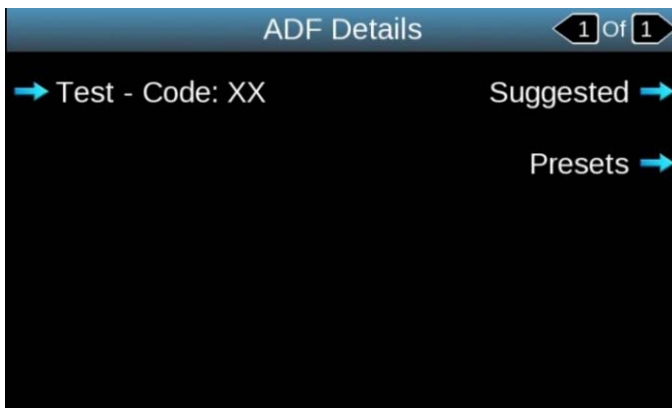 ADF Details 1 Of 1
Test - Code: XX Suggested
Presets